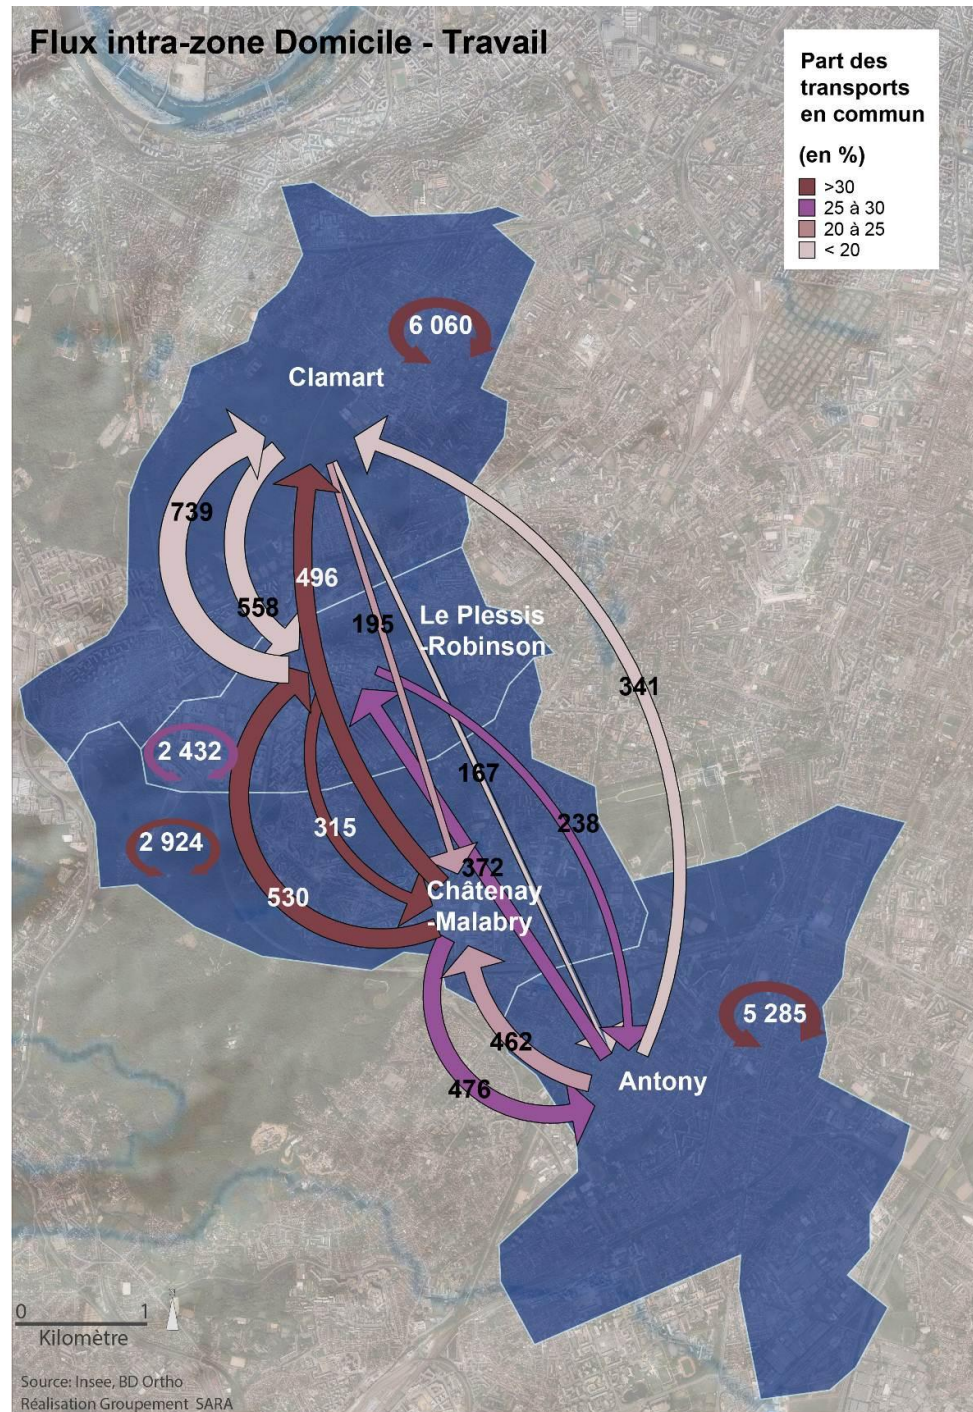 Flux intra-zone Domicile - Travail
Part des
transports
en commun
(en %)
>30
25 à 30
20 à 25
< 20
6 060
Clamart
739
496
558
195
Le Plessis
-Robinson
341
2 432
167
238
315
2 924
372
530
Châtenay
-Malabry
5 285
462
476
Antony
0 1
Kilomètre
Source: Insee, BD Ortho
Réalisation Groupement SARA